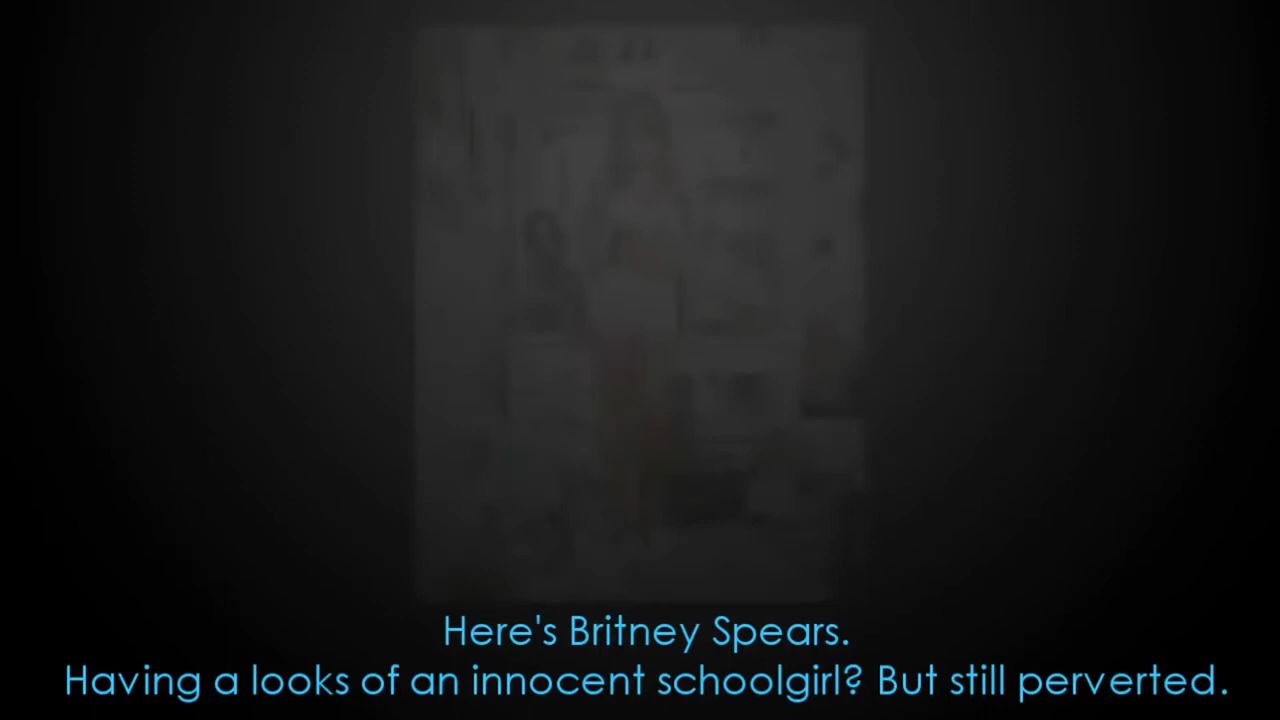 Here's Britney Spears.
Having a looks of an innocent schoolgirl? But still perverted.